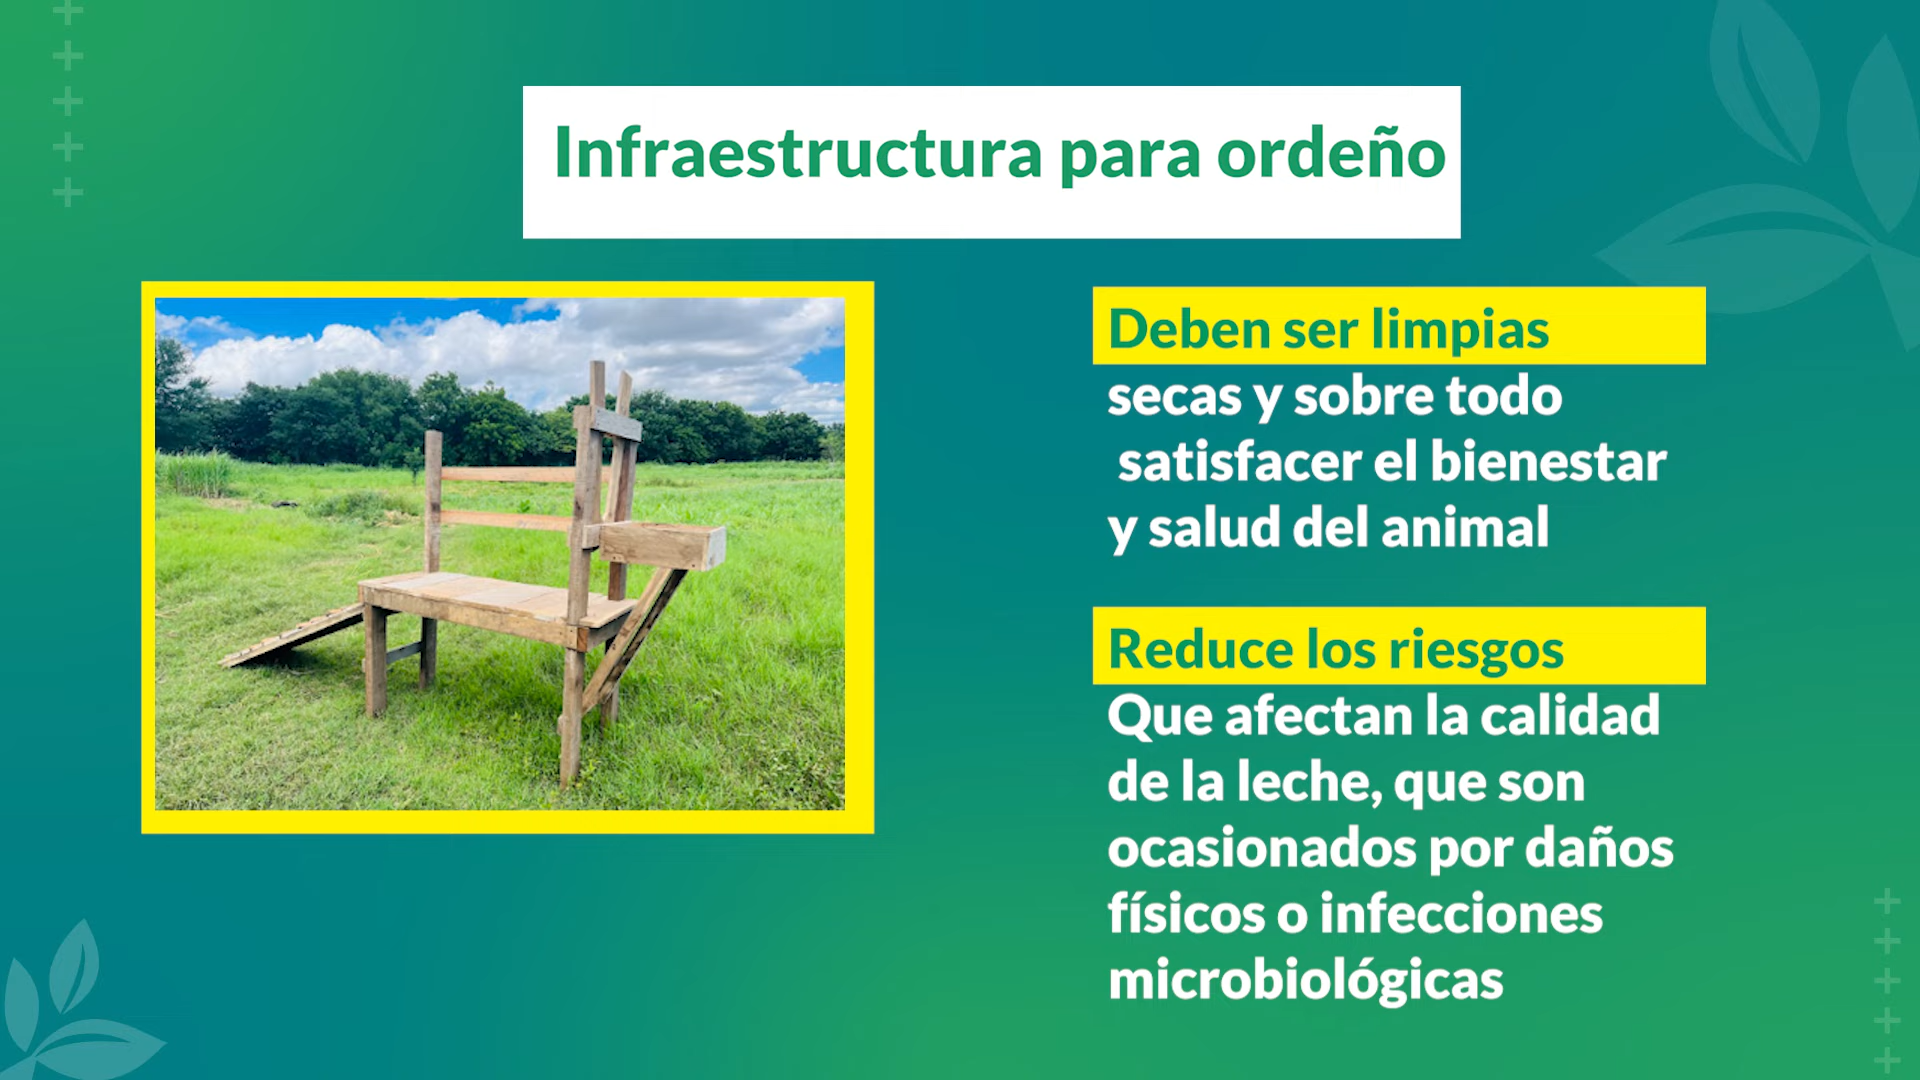 Infraestructura para ordeño
Deben ser limpias
secas y sobre todo
satisfacer el bienestar
y salud del animal
Reduce los riesgos
Que afectan la calidad
de la leche, que son
ocasionados por daños
físicos o infecciones
microbiológicas